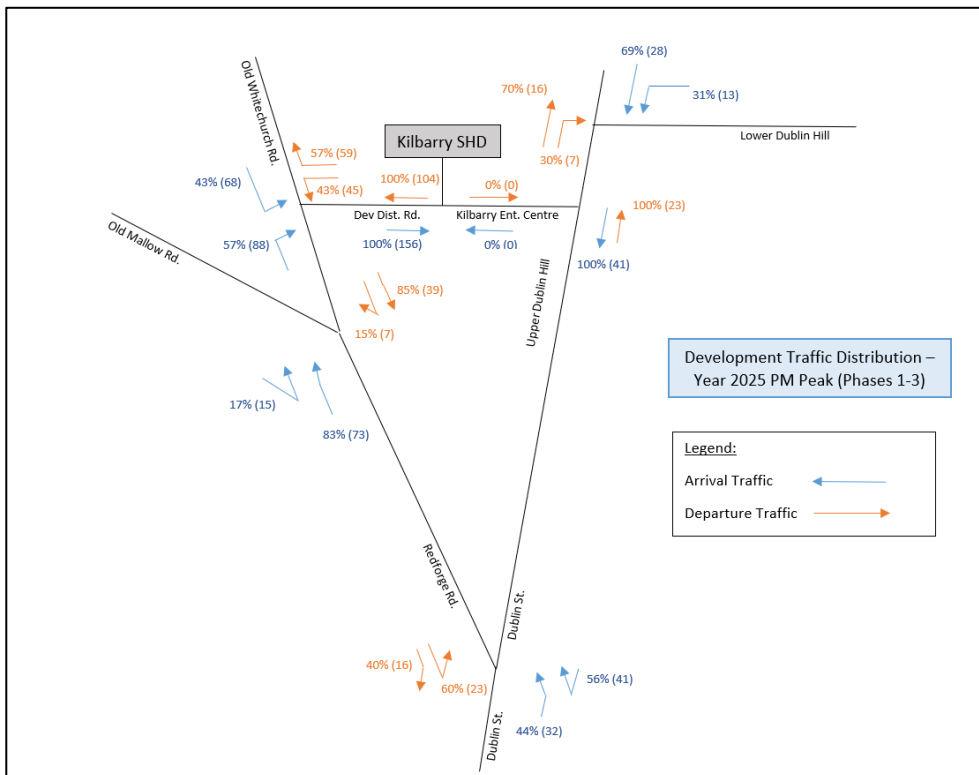 69% (28)
Old Whitechurch Rd.
70% (16)
31% (13)
Lower Dublin Hill
Kilbarry SHD
57% (59)
30% (7)
43% (68)
43% (45)
100% (104)
0% (0)
Dev Dist. Rd.
Kilbarry Ent. Centre
100% (23)
Old Mallow Rd.
57% (88)
100% (156)
0% (0)
100% (41)
85% (39)
Upper Dublin Hill
15% (7)
Development Traffic Distribution –
Year 2025 PM Peak (Phases 1-3)
17% (15)
83% (73)
Legend:
Arrival Traffic
Departure Traffic
Redforge Rd.
Dublin St.
40% (16)
60% (23)
56% (41)
44% (32)
Dublin St.